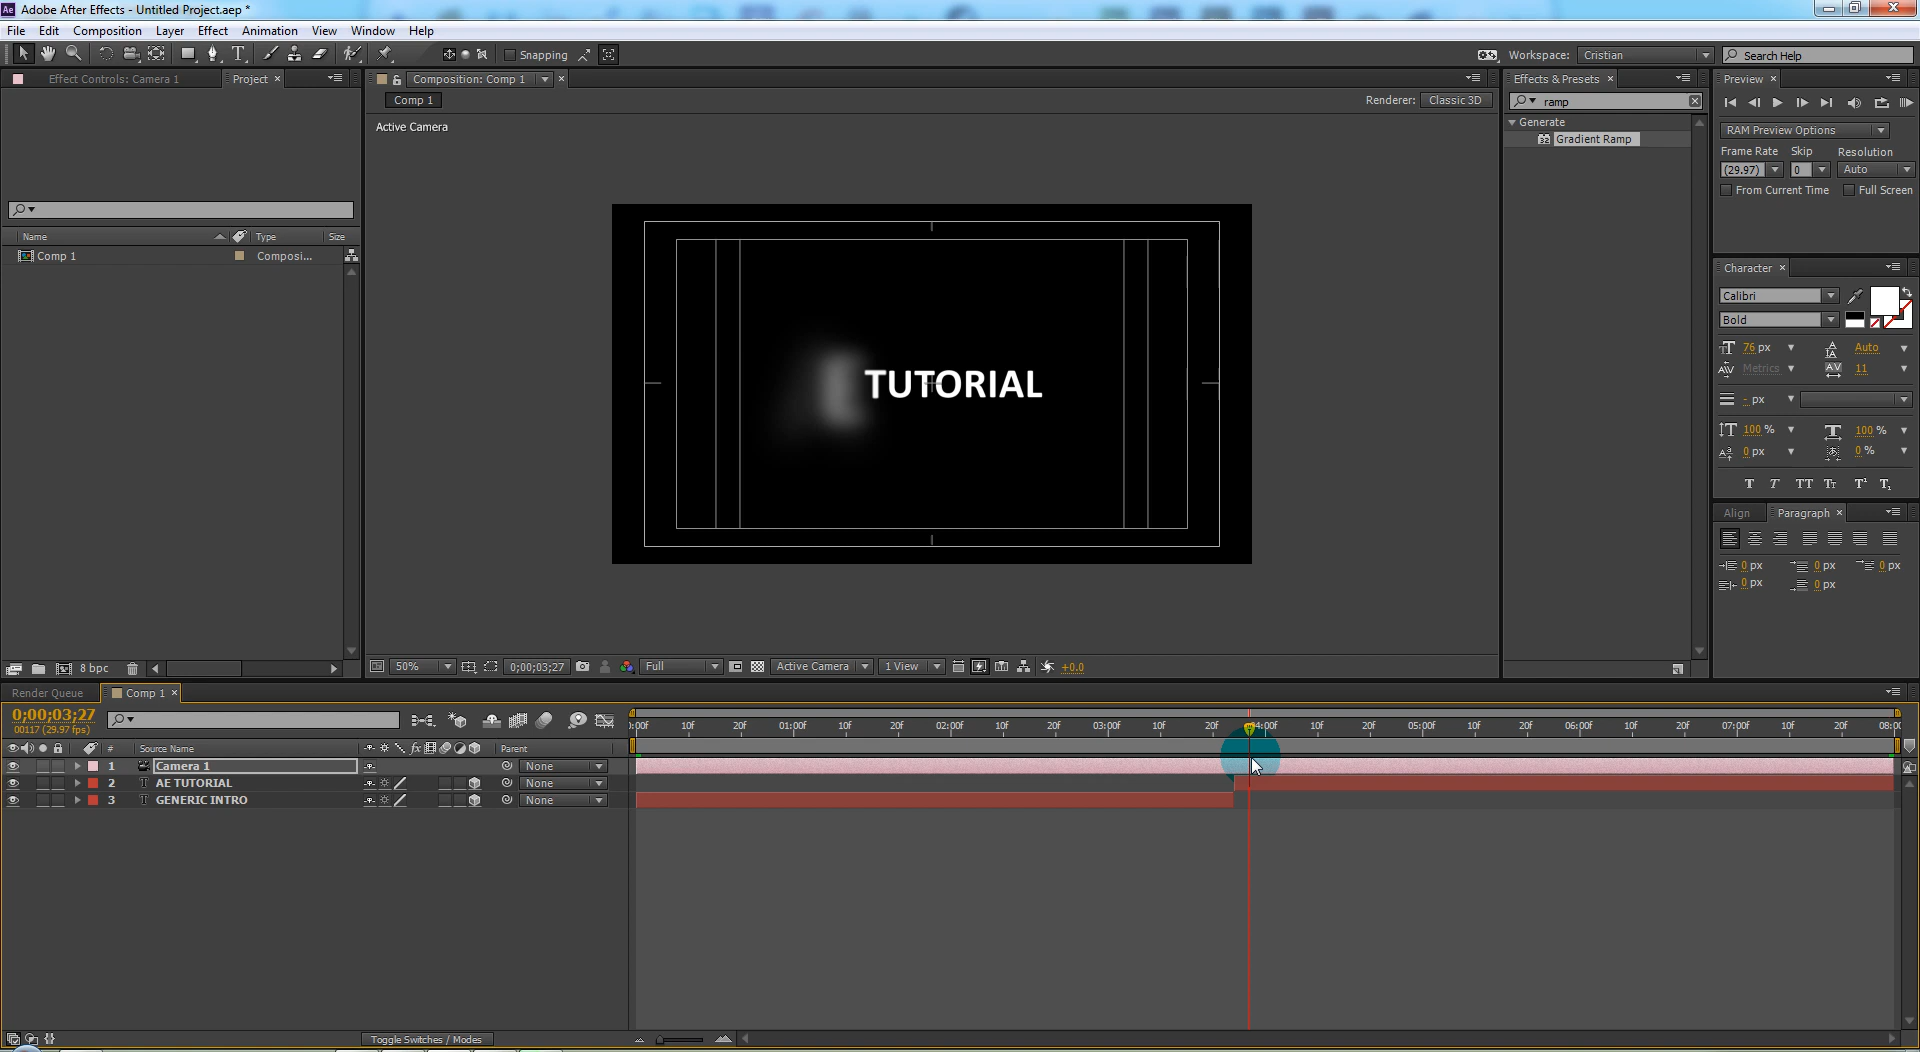 Adobe After Effects - Untitled Project.aep *
File Edit Composition Layer Effect Animation View Window Help
Snapping
Workspace: Cristian
Search Help
Effect Controls: Camera 1
Project
Composition: Comp 1
Effects & Presets
Preview
Comp 1
Renderer: Classic 3D
ramp
Active Camera
Generate
Gradient Ramp
RAM Preview Options
Frame Rate Skip Resolution
(29.97) 0 Auto
From Current Time Full Screen
Name Type Size
Comp 1 Composi...
Character
Calibri
Bold
76 px Auto
Metrics 11
- px
100 % 100 %
0 px 0 %
T T TT Tt T¹ T₁
TUTORIAL
Align Paragraph
0 px 0 px 0 px
0 px 0 px
8 bpc
50% 0;00;03;27 Full Active Camera 1 View +0.0
Render Queue Comp 1
0;00;03;27
00117 (29.97 fps)
):00f 10f 20f 01:00f 10f 20f 02:00f 10f 20f 03:00f 10f 20f 04:00f 10f 20f 05:00f 10f 20f 06:00f 10f 20f 07:00f 10f 20f 08:00
# Source Name fx Parent
1 Camera 1 None
2 T AE TUTORIAL None
3 T GENERIC INTRO None
Toggle Switches / Modes